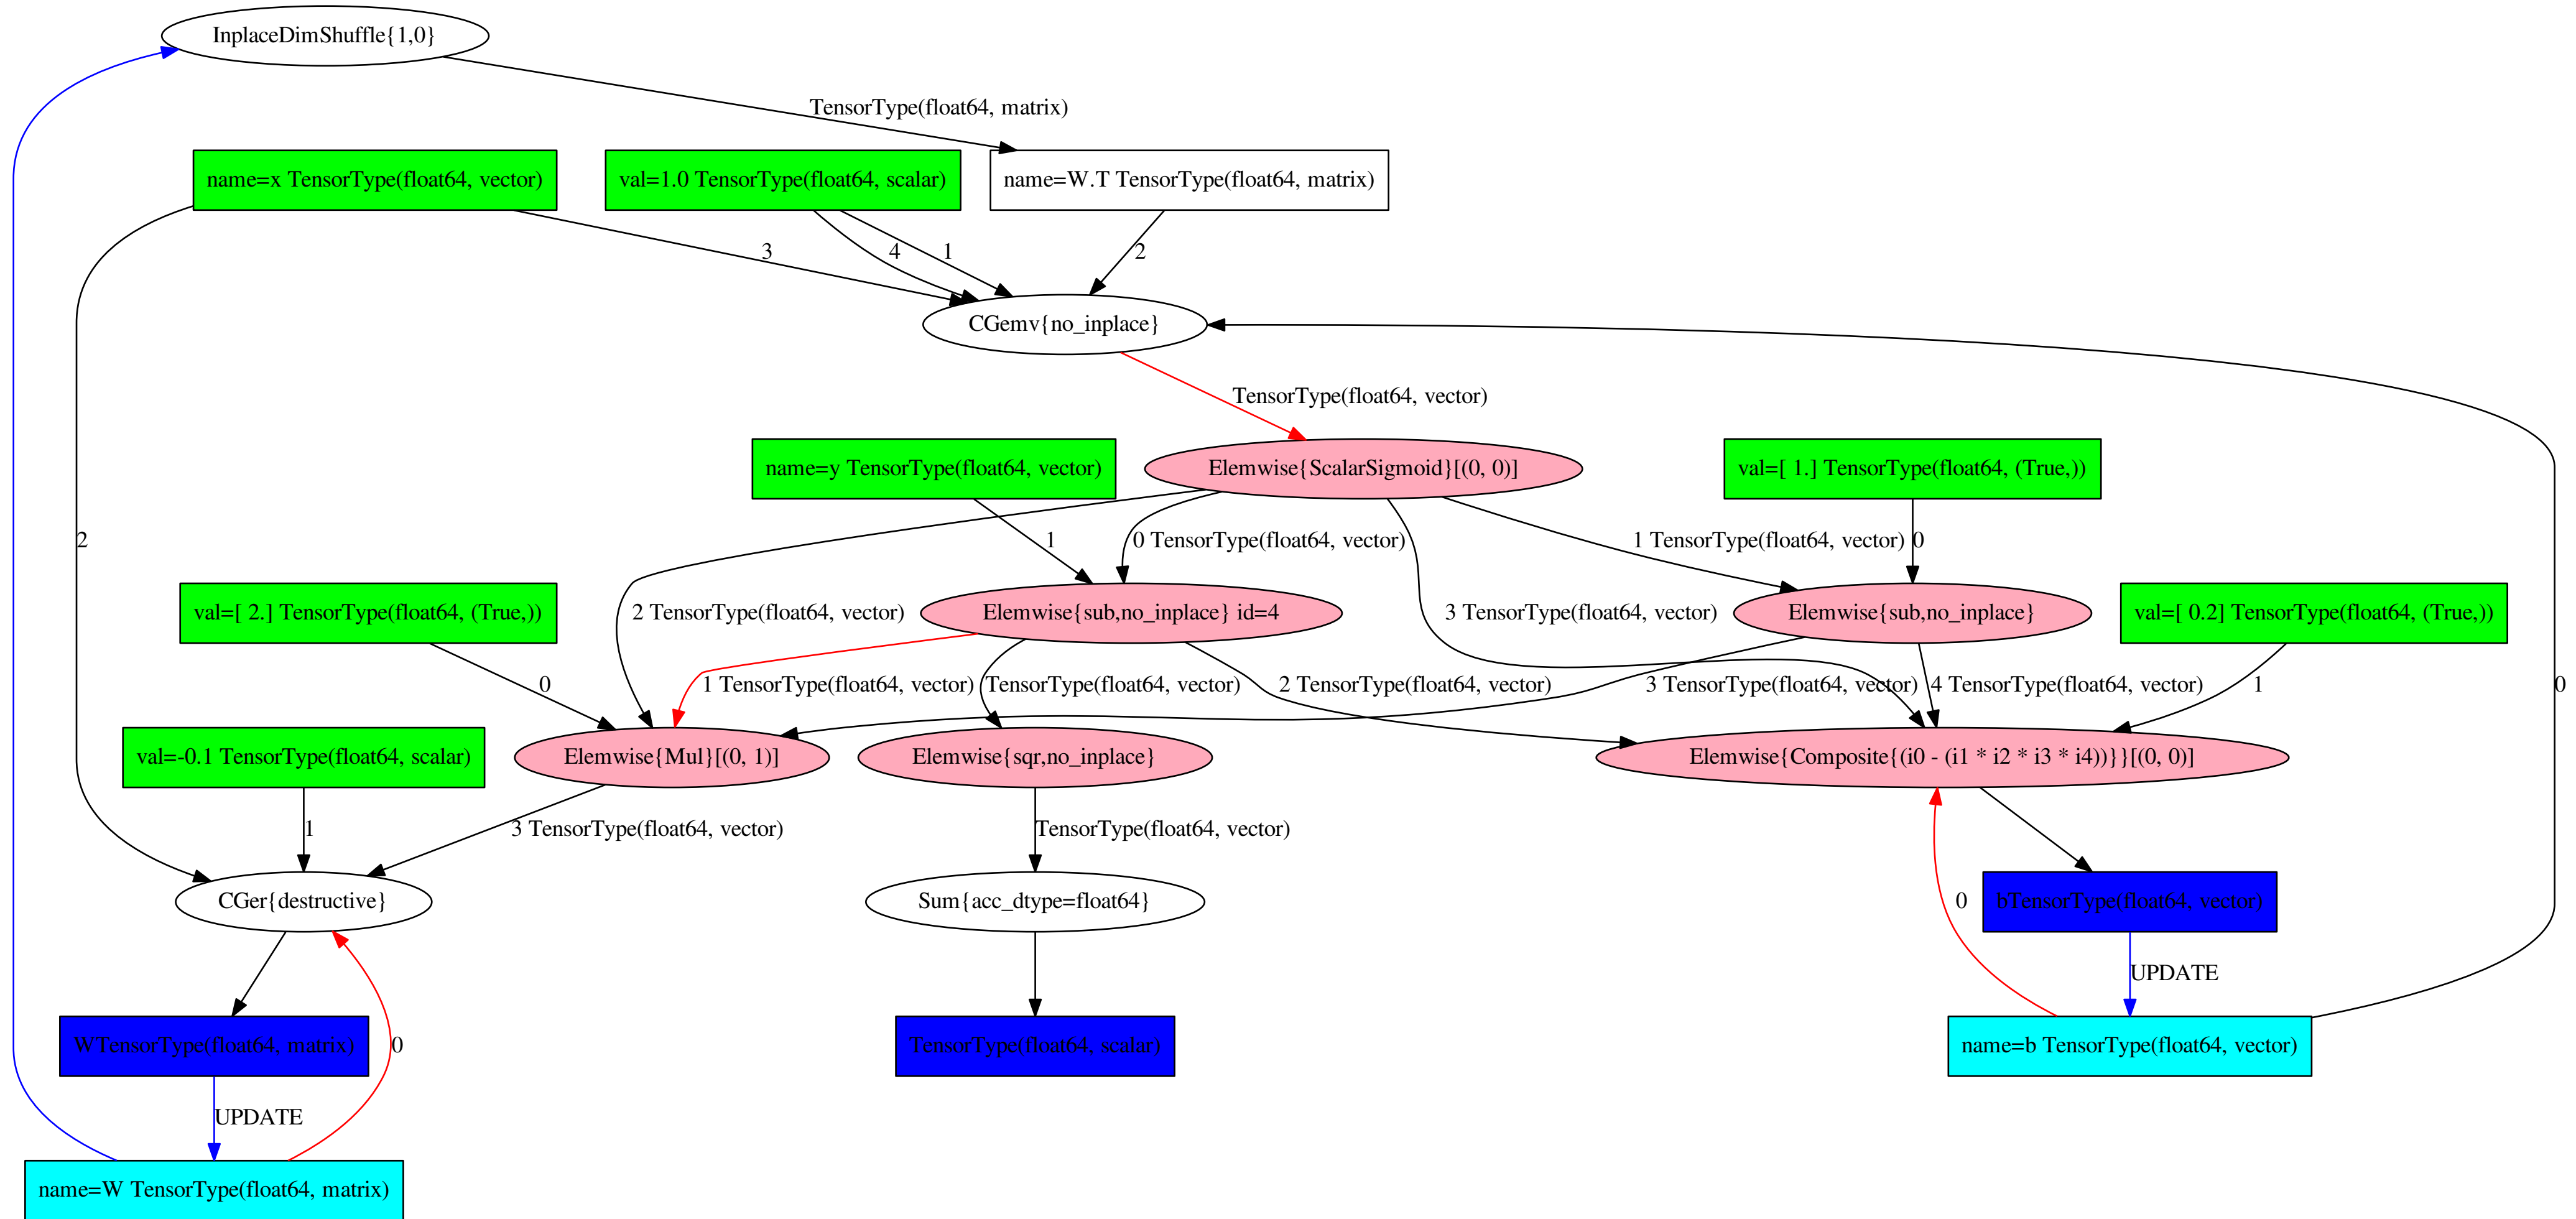 InplaceDimShuffle{1,0}
TensorType(float64, matrix)
name=x TensorType(float64, vector)
val=1.0 TensorType(float64, scalar)
name=W.T TensorType(float64, matrix)
3
4
1
2
CGemv{no_inplace}
TensorType(float64, vector)
name=y TensorType(float64, vector)
Elemwise{ScalarSigmoid}[(0, 0)]
val=[ 1.] TensorType(float64, (True,))
2
1
0 TensorType(float64, vector)
1 TensorType(float64, vector)
0
val=[ 2.] TensorType(float64, (True,))
2 TensorType(float64, vector)
Elemwise{sub,no_inplace} id=4
3 TensorType(float64, vector)
Elemwise{sub,no_inplace}
val=[ 0.2] TensorType(float64, (True,))
0
1 TensorType(float64, vector)
TensorType(float64, vector)
2 TensorType(float64, vector)
3 TensorType(float64, vector)
4 TensorType(float64, vector)
1
0
val=-0.1 TensorType(float64, scalar)
Elemwise{Mul}[(0, 1)]
Elemwise{sqr,no_inplace}
Elemwise{Composite{(i0 - (i1 * i2 * i3 * i4))}}[(0, 0)]
1
3 TensorType(float64, vector)
TensorType(float64, vector)
CGer{destructive}
Sum{acc_dtype=float64}
0
bTensorType(float64, vector)
UPDATE
WTensorType(float64, matrix)
0
TensorType(float64, scalar)
name=b TensorType(float64, vector)
UPDATE
name=W TensorType(float64, matrix)